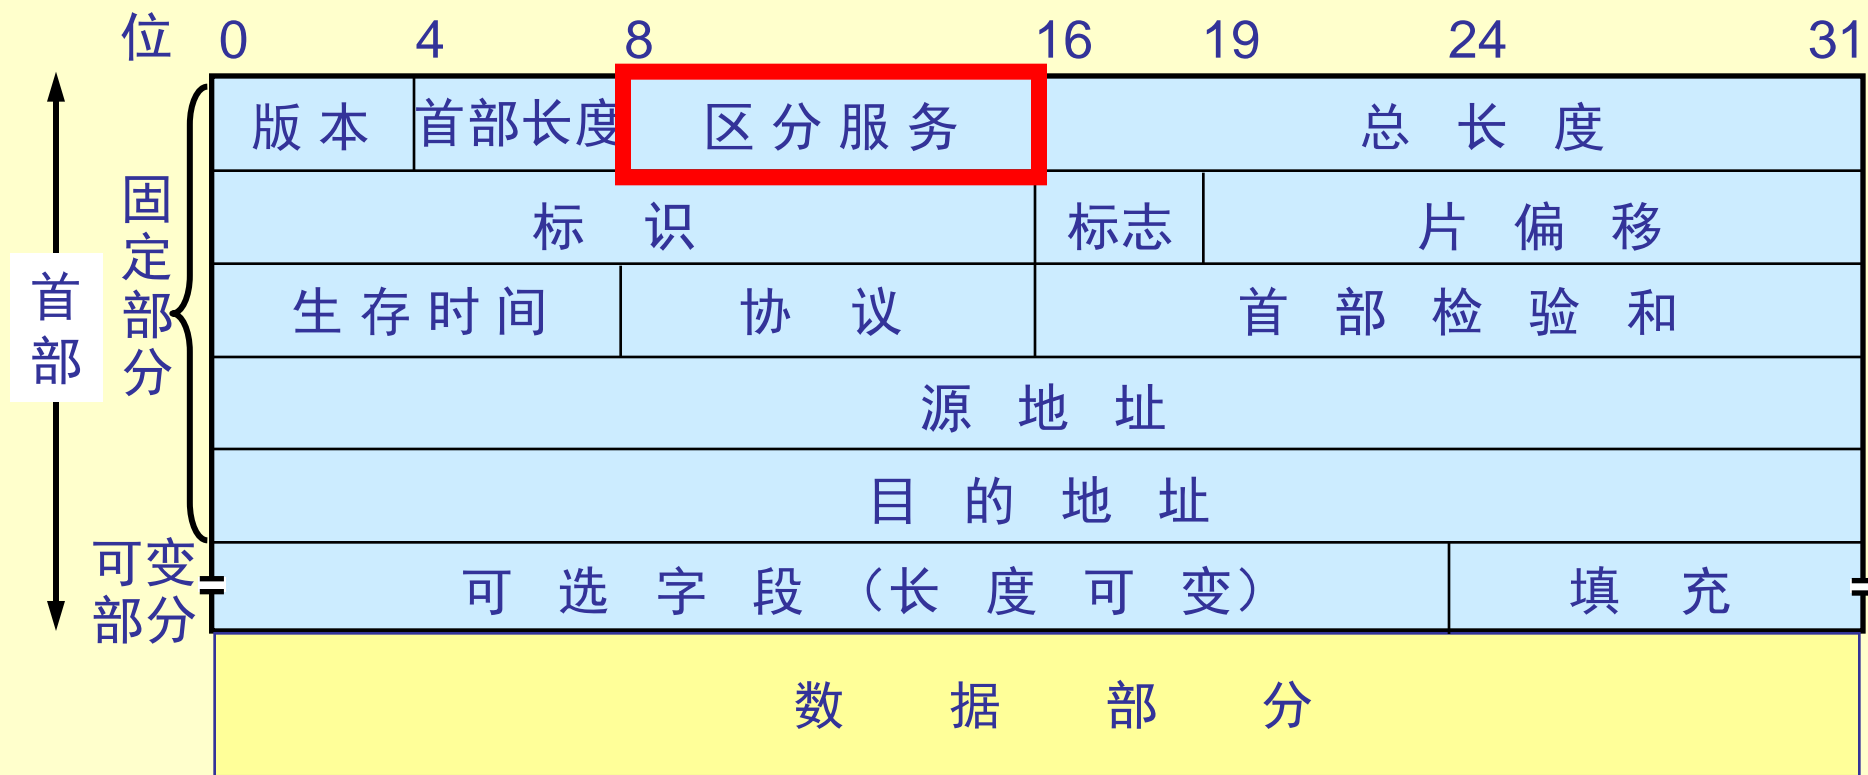 位 0 4 8 16 19 24 31
版本 首部长度 区分服务 总长度
标识 标志 片偏移
生存时间 协议 首部检验和
源地址
目的地址
可选字段（长度可变） 填充
数据部分
首部
固定部分
可变
部分